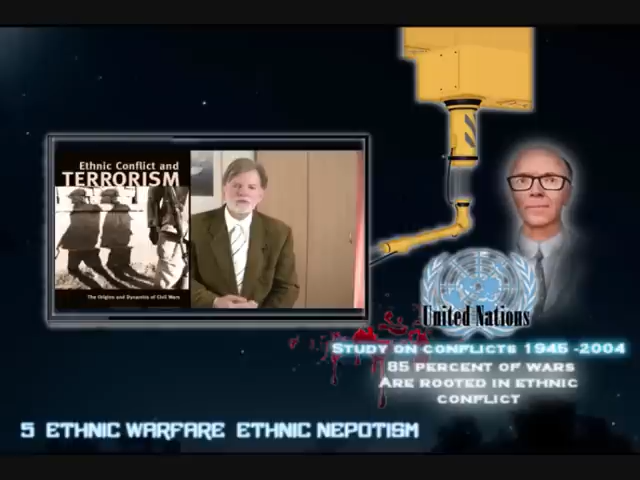 Ethnic Conflict and
TERRORISM
The Origins and Dynamics of Civil Wars
United Nations
STUDY ON CONFLICTS 1945 -2004
85 PERCENT OF WARS
ARE ROOTED IN ETHNIC
CONFLICT
5 ETHNIC WARFARE ETHNIC NEPOTISM